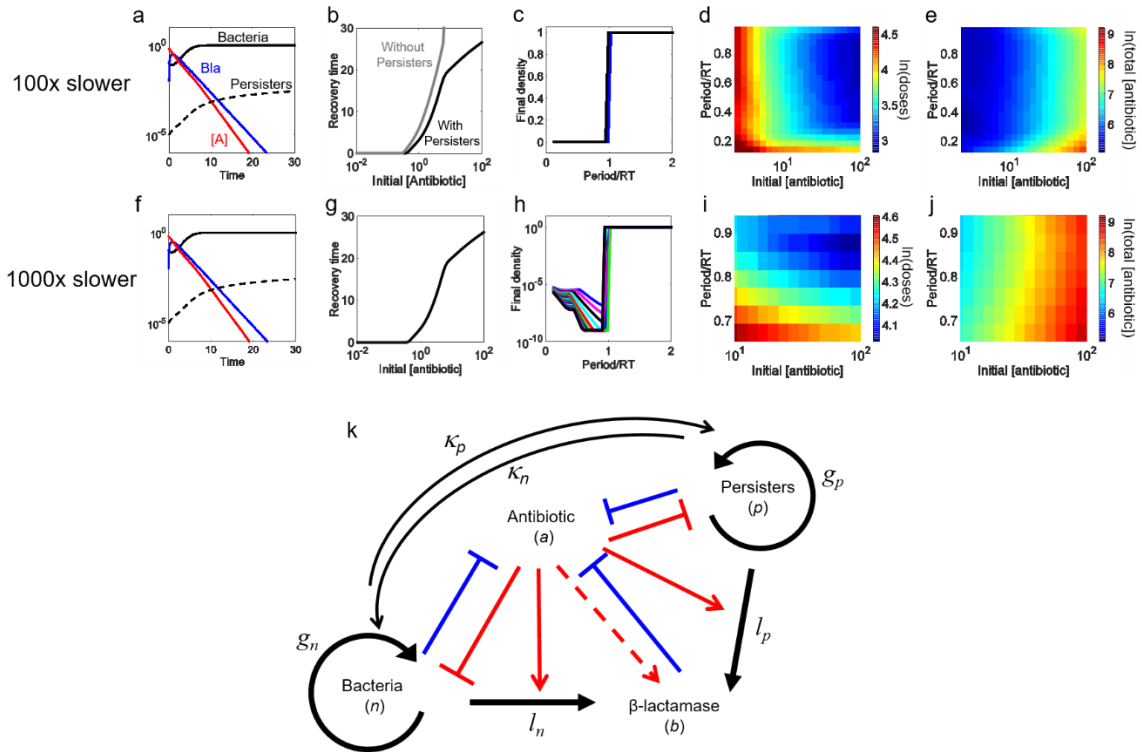 a
b
c
d
e
100x slower
10^0
10^-5
Bacteria
Bla
Persisters
[A]
0
10
20
30
Time
Recovery time
30
20
10
0
Without
Persisters
With
Persisters
10^-2
10^0
10^2
Initial [Antibiotic]
Final density
1
0.8
0.6
0.4
0.2
0
0
1
2
Period/RT
Period/RT
0.8
0.6
0.4
0.2
10^1
10^2
Initial [antibiotic]
4.5
4
3.5
3
ln(doses)
Period/RT
0.8
0.6
0.4
0.2
10^1
10^2
Initial [antibiotic]
9
8
7
6
ln(total [antibiotic])
f
g
h
i
j
1000x slower
10^0
10^-5
0
10
20
30
Time
Recovery time
30
20
10
0
10^-2
10^0
10^2
Initial [antibiotic]
Final density
10^0
10^-5
10^-10
0
1
2
Period/RT
Period/RT
0.9
0.8
0.7
10^1
10^2
Initial [antibiotic]
4.6
4.5
4.4
4.3
4.2
4.1
ln(doses)
Period/RT
0.9
0.8
0.7
10^1
10^2
Initial [antibiotic]
9
8
7
6
ln(total [antibiotic])
k
κp
κn
Persisters
(p)
gp
Antibiotic
(a)
lp
gn
Bacteria
(n)
ln
β-lactamase
(b)